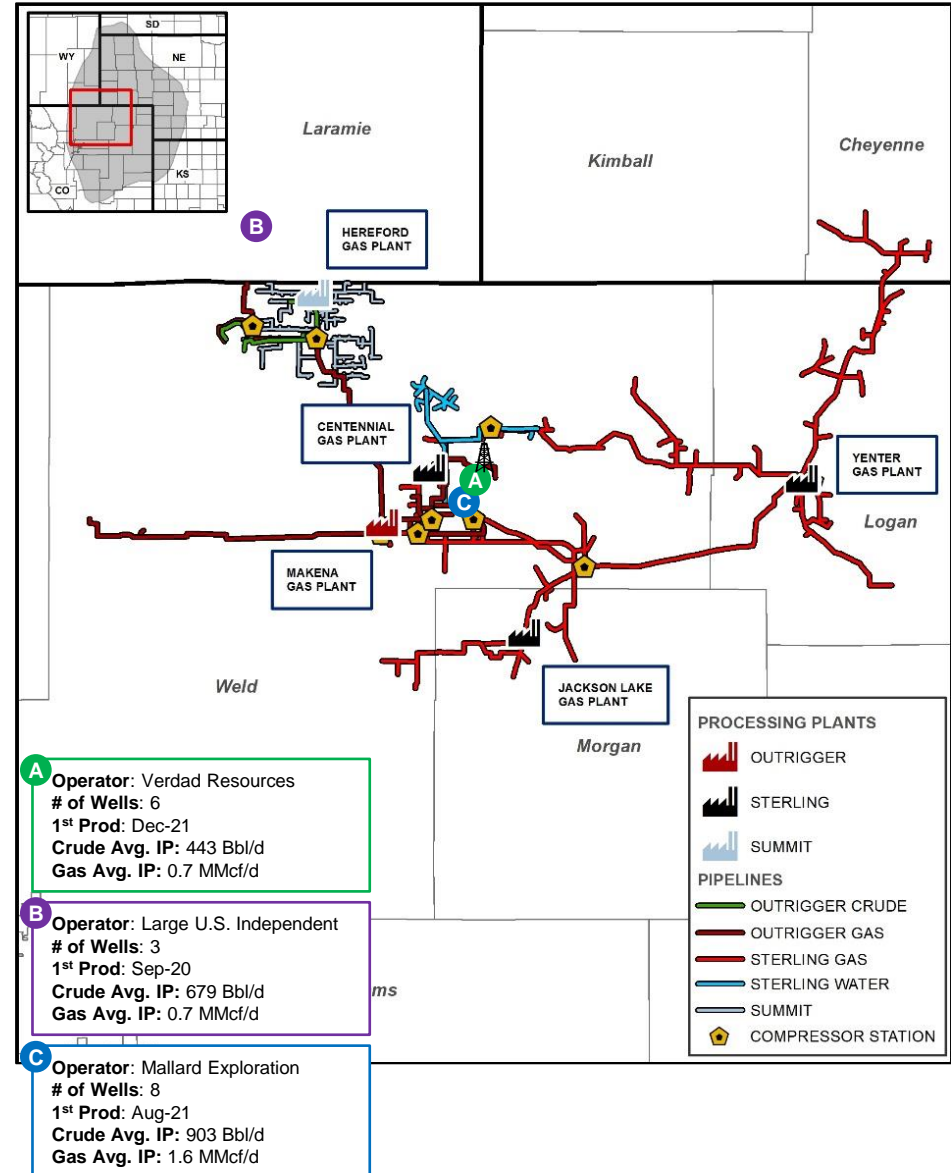 SD
WY
NE
KS
CO
Laramie
Kimball
Cheyenne
B
HEREFORD
GAS PLANT
CENTENNIAL
GAS PLANT
A
C
YENTER
GAS PLANT
Logan
MAKENA
GAS PLANT
Weld
JACKSON LAKE
GAS PLANT
Morgan
PROCESSING PLANTS
OUTRIGGER
STERLING
SUMMIT
PIPELINES
OUTRIGGER CRUDE
OUTRIGGER GAS
STERLING GAS
STERLING WATER
SUMMIT
COMPRESSOR STATION
A
Operator: Verdad Resources
# of Wells: 6
1st Prod: Dec-21
Crude Avg. IP: 443 Bbl/d
Gas Avg. IP: 0.7 MMcf/d
B
Operator: Large U.S. Independent
# of Wells: 3
1st Prod: Sep-20
Crude Avg. IP: 679 Bbl/d
Gas Avg. IP: 0.7 MMcf/d
ms
C
Operator: Mallard Exploration
# of Wells: 8
1st Prod: Aug-21
Crude Avg. IP: 903 Bbl/d
Gas Avg. IP: 1.6 MMcf/d